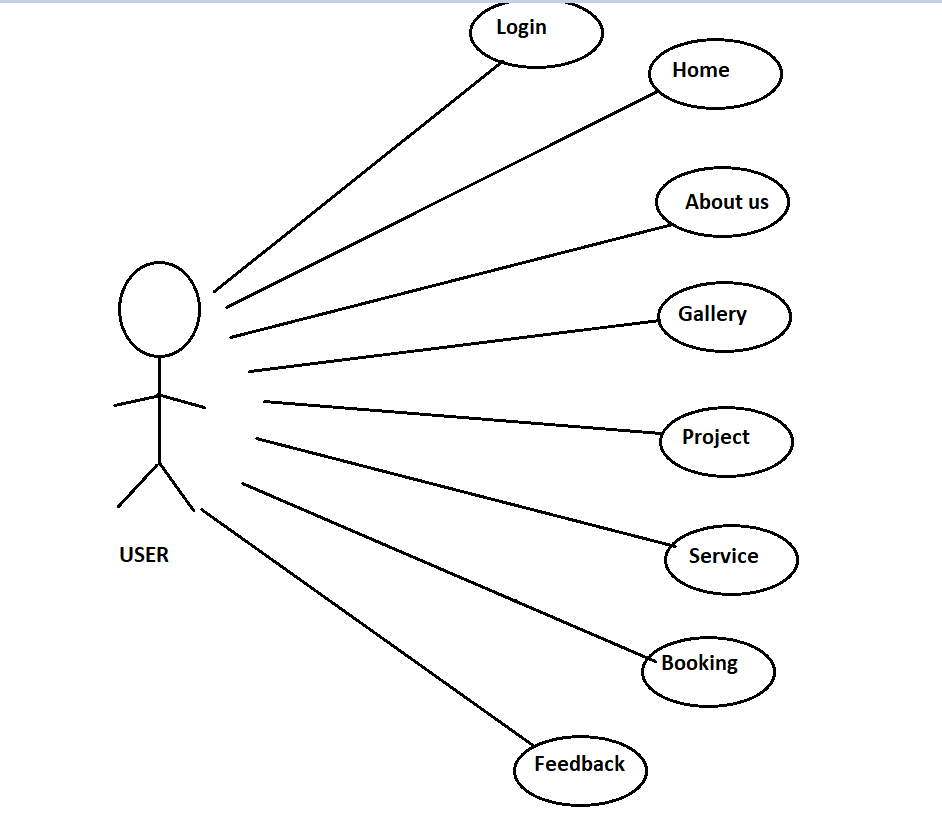 Login
Home
About us
Gallery
Project
Service
Booking
Feedback
USER